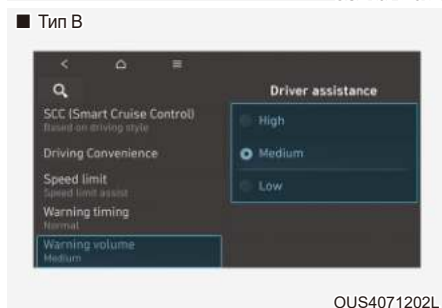 ■ Тип B
Driver assistance
SCC (Smart Cruise Control)
Based on driving style
Driving Convenience
Speed limit
Speed limit assist
Warning timing
Normal
Warning volume
Medium
High
Medium
Low
OUS4071202L